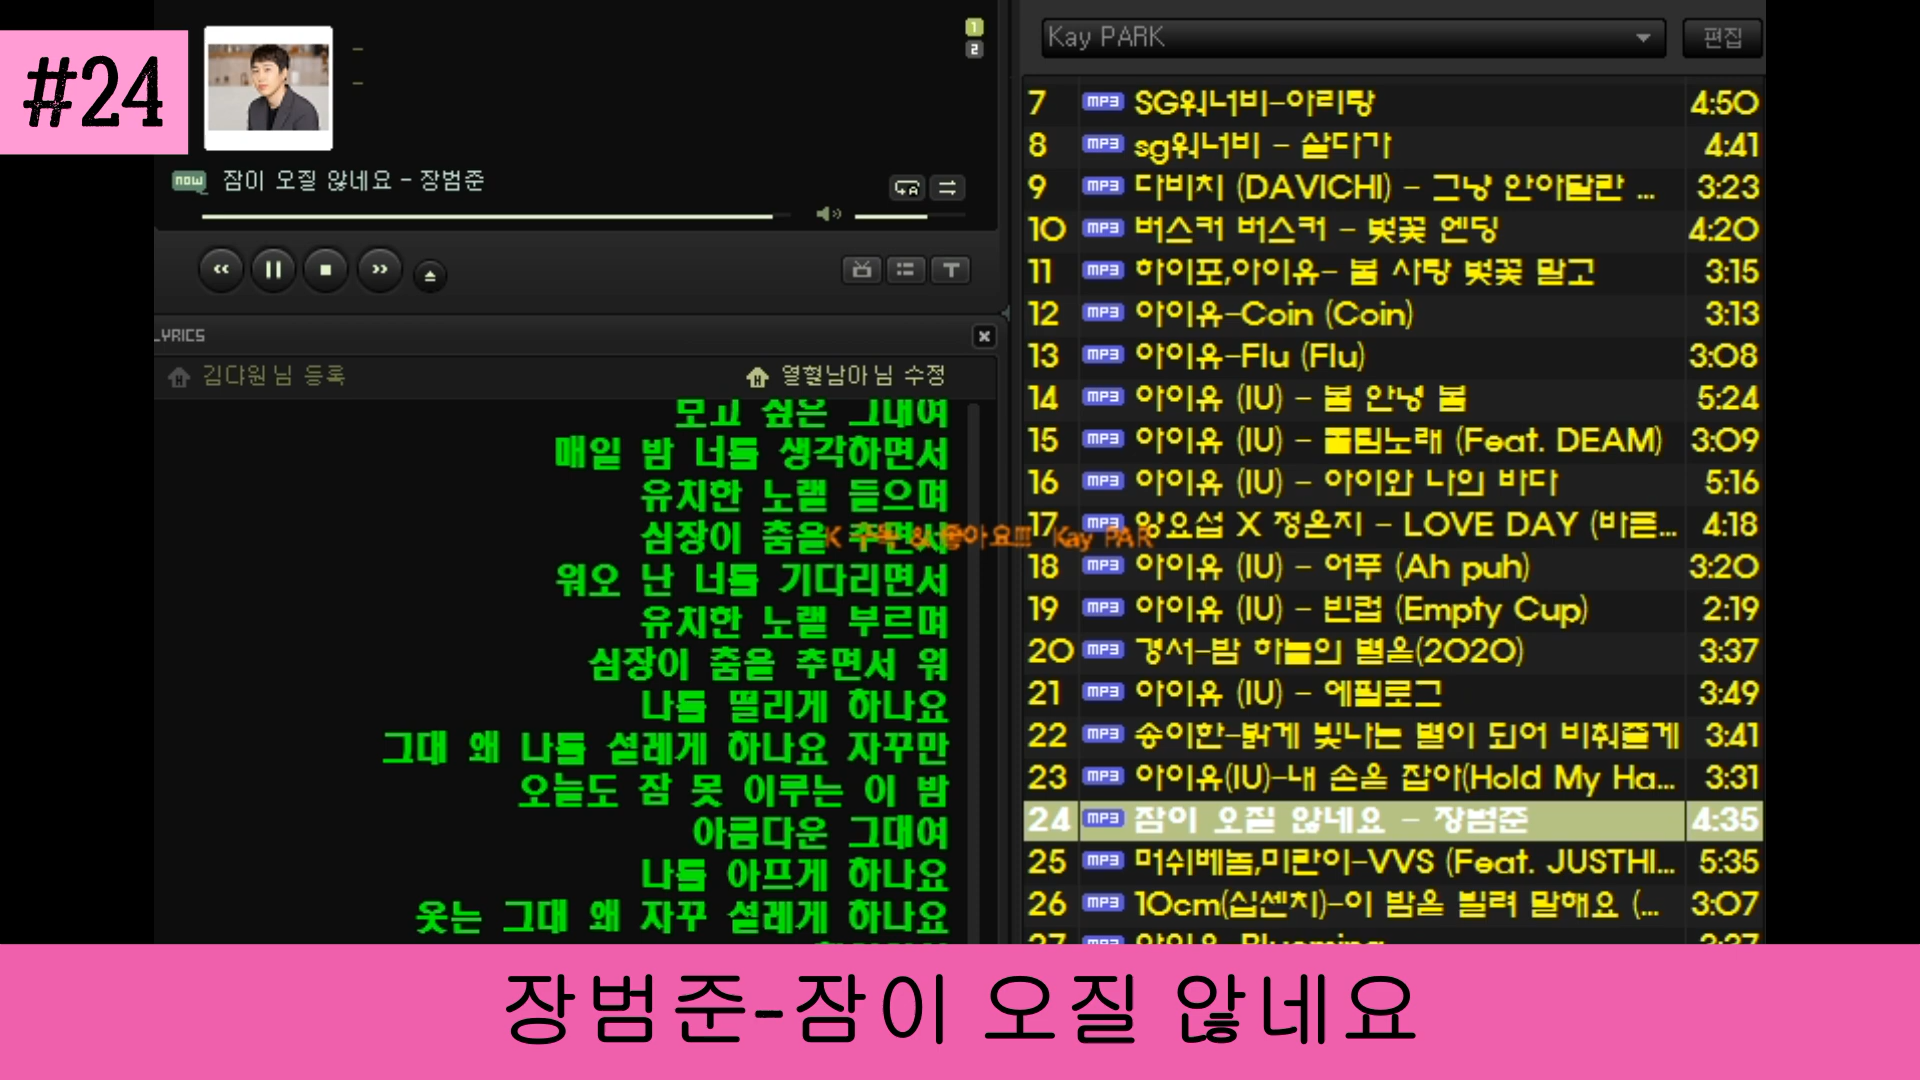 #24
1
2
now 잠이 오질 않네요 - 장범준
LYRICS
김댜원 님 등록
열혈남아 님 수정
모고 싶은 그대여
매일 밤 너를 생각하면서
유치한 노랠 들으며
심장이 춤을 추면서
워오 난 너를 기다리면서
유치한 노랠 부르며
심장이 춤을 추면서 워
나를 떨리게 하나요
그대 왜 나를 설레게 하나요 자꾸만
오늘도 잠 못 이루는 이 밤
아름다운 그대여
나를 아프게 하나요
웃는 그대 왜 자꾸 설레게 하나요
Kay PARK
편집
7 MP3 SG워너비-아리랑 4:50
8 MP3 sg워너비 - 살다가 4:41
9 MP3 다비치 (DAVICHI) - 그냥 안아달란 ... 3:23
10 MP3 버스커 버스커 - 벚꽃 엔딩 4:20
11 MP3 하이포,아이유- 봄 사랑 벚꽃 말고 3:15
12 MP3 아이유-Coin (Coin) 3:13
13 MP3 아이유-Flu (Flu) 3:08
14 MP3 아이유 (IU) - 봄 안녕 봄 5:24
15 MP3 아이유 (IU) - 돌림노래 (Feat. DEAM) 3:09
16 MP3 아이유 (IU) - 아이와 나의 바다 5:16
17 MP3 양요섭 X 정은지 - LOVE DAY (바른... 4:18
K 구독 & 좋아요!!! Kay PAR
18 MP3 아이유 (IU) - 어푸 (Ah puh) 3:20
19 MP3 아이유 (IU) - 빈컵 (Empty Cup) 2:19
20 MP3 경서-밤 하늘의 별을(2020) 3:37
21 MP3 아이유 (IU) - 에필로그 3:49
22 MP3 송이한-밝게 빛나는 별이 되어 비춰줄게 3:41
23 MP3 아이유(IU)-내 손을 잡아(Hold My Ha... 3:31
24 MP3 잠이 오질 않네요 - 장범준 4:35
25 MP3 머쉬베놈,미란이-VVS (Feat. JUSTHI... 5:35
26 MP3 10cm(십센치)-이 밤을 빌려 말해요 (... 3:07
27 MP3 아이유-Blueming 3:37
장범준-잠이 오질 않네요